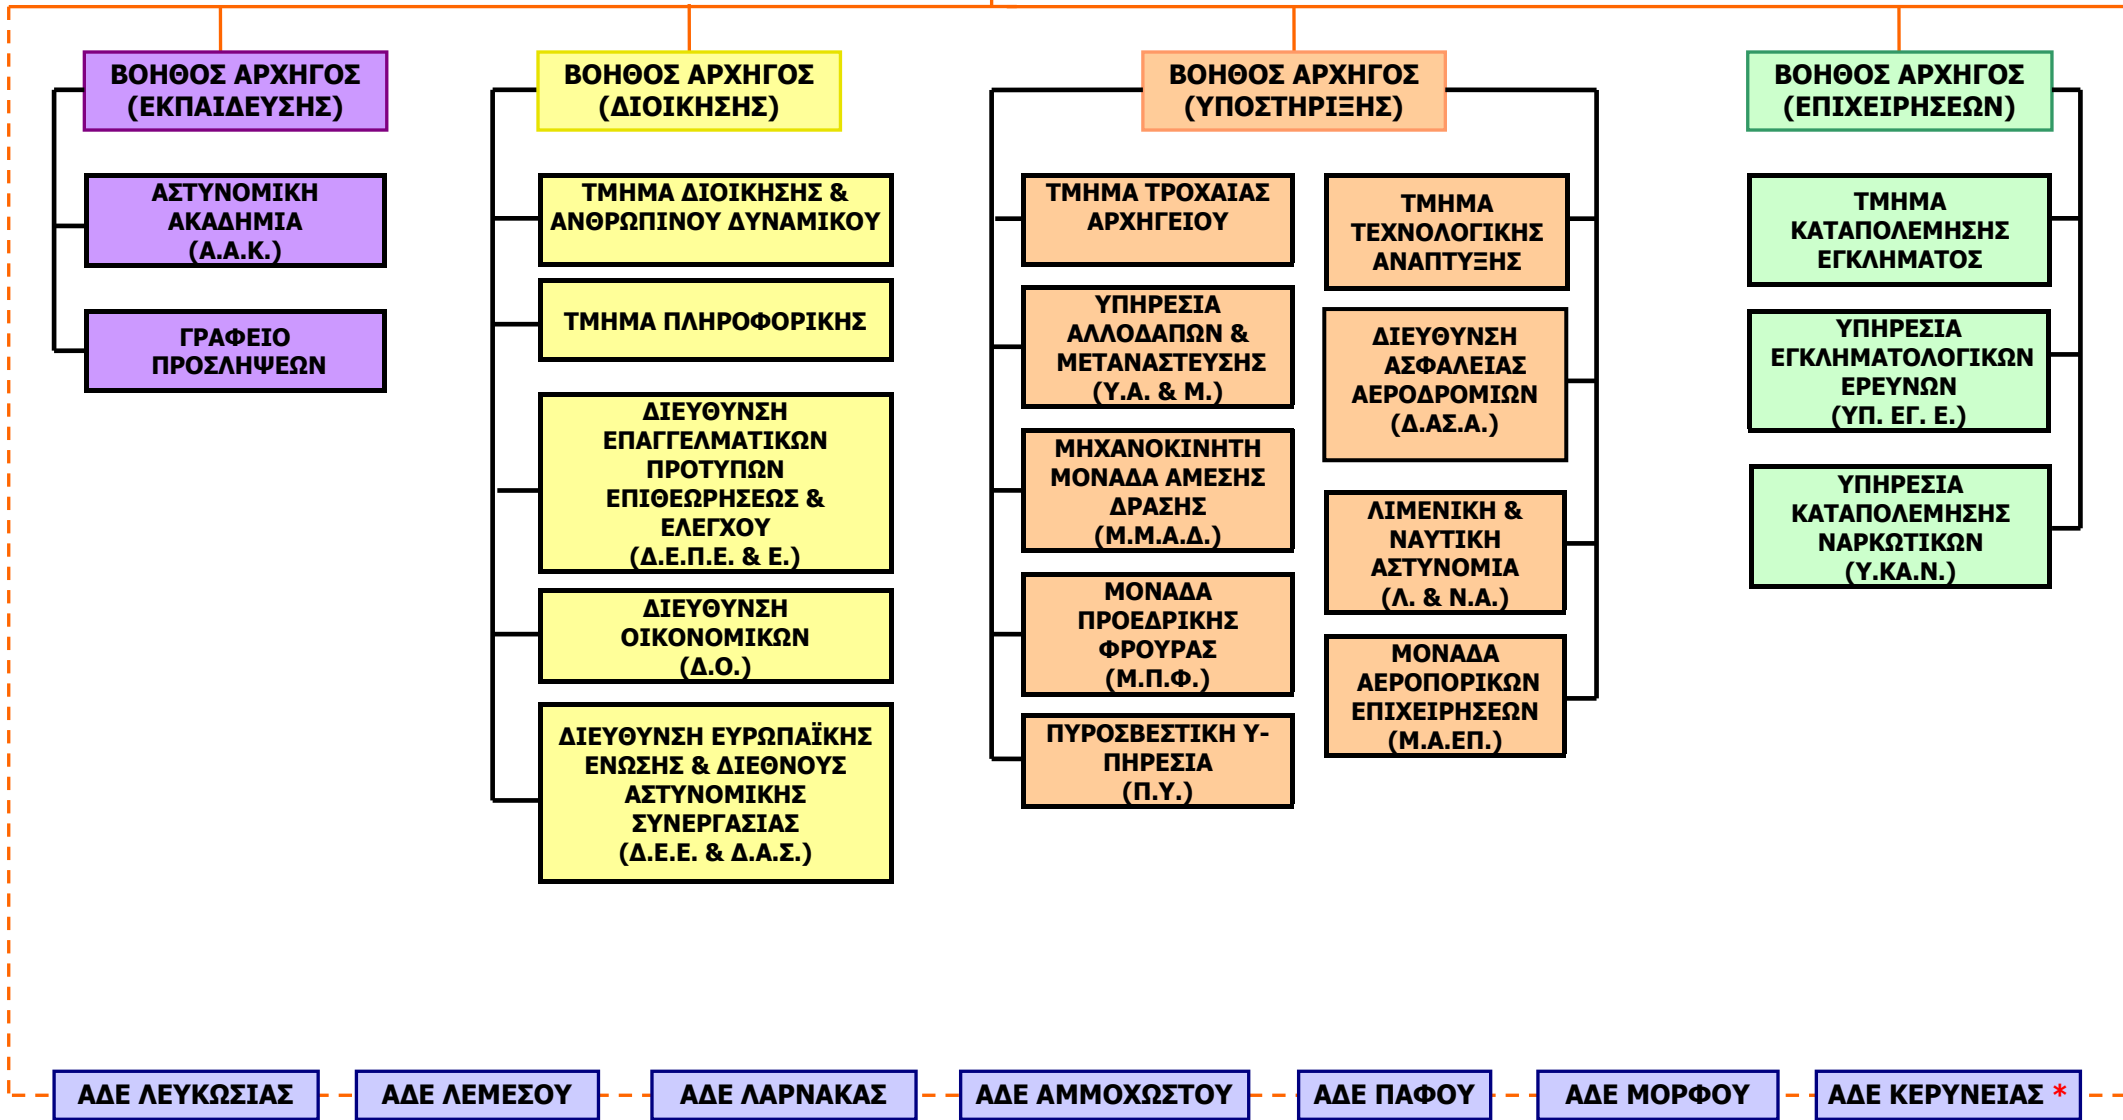 ΒΟΗΘΟΣ ΑΡΧΗΓΟΣ
(ΕΚΠΑΙΔΕΥΣΗΣ)
ΑΣΤΥΝΟΜΙΚΗ
ΑΚΑΔΗΜΙΑ
(Α.Α.Κ.)
ΓΡΑΦΕΙΟ
ΠΡΟΣΛΗΨΕΩΝ
ΒΟΗΘΟΣ ΑΡΧΗΓΟΣ
(ΔΙΟΙΚΗΣΗΣ)
ΤΜΗΜΑ ΔΙΟΙΚΗΣΗΣ &
ΑΝΘΡΩΠΙΝΟΥ ΔΥΝΑΜΙΚΟΥ
ΤΜΗΜΑ ΠΛΗΡΟΦΟΡΙΚΗΣ
ΔΙΕΥΘΥΝΣΗ
ΕΠΑΓΓΕΛΜΑΤΙΚΩΝ
ΠΡΟΤΥΠΩΝ
ΕΠΙΘΕΩΡΗΣΕΩΣ &
ΕΛΕΓΧΟΥ
(Δ.Ε.Π.Ε. & Ε.)
ΔΙΕΥΘΥΝΣΗ
ΟΙΚΟΝΟΜΙΚΩΝ
(Δ.Ο.)
ΔΙΕΥΘΥΝΣΗ ΕΥΡΩΠΑΪΚΗΣ
ΕΝΩΣΗΣ & ΔΙΕΘΝΟΥΣ
ΑΣΤΥΝΟΜΙΚΗΣ
ΣΥΝΕΡΓΑΣΙΑΣ
(Δ.Ε.Ε. & Δ.Α.Σ.)
ΒΟΗΘΟΣ ΑΡΧΗΓΟΣ
(ΥΠΟΣΤΗΡΙΞΗΣ)
ΤΜΗΜΑ ΤΡΟΧΑΙΑΣ
ΑΡΧΗΓΕΙΟΥ
ΥΠΗΡΕΣΙΑ
ΑΛΛΟΔΑΠΩΝ &
ΜΕΤΑΝΑΣΤΕΥΣΗΣ
(Υ.Α. & Μ.)
ΜΗΧΑΝΟΚΙΝΗΤΗ
ΜΟΝΑΔΑ ΑΜΕΣΗΣ
ΔΡΑΣΗΣ
(Μ.Μ.Α.Δ.)
ΜΟΝΑΔΑ
ΠΡΟΕΔΡΙΚΗΣ
ΦΡΟΥΡΑΣ
(Μ.Π.Φ.)
ΠΥΡΟΣΒΕΣΤΙΚΗ Υ-
ΠΗΡΕΣΙΑ
(Π.Υ.)
ΤΜΗΜΑ
ΤΕΧΝΟΛΟΓΙΚΗΣ
ΑΝΑΠΤΥΞΗΣ
ΔΙΕΥΘΥΝΣΗ
ΑΣΦΑΛΕΙΑΣ
ΑΕΡΟΔΡΟΜΙΩΝ
(Δ.ΑΣ.Α.)
ΛΙΜΕΝΙΚΗ &
ΝΑΥΤΙΚΗ
ΑΣΤΥΝΟΜΙΑ
(Λ. & Ν.Α.)
ΜΟΝΑΔΑ
ΑΕΡΟΠΟΡΙΚΩΝ
ΕΠΙΧΕΙΡΗΣΕΩΝ
(Μ.Α.ΕΠ.)
ΒΟΗΘΟΣ ΑΡΧΗΓΟΣ
(ΕΠΙΧΕΙΡΗΣΕΩΝ)
ΤΜΗΜΑ
ΚΑΤΑΠΟΛΕΜΗΣΗΣ
ΕΓΚΛΗΜΑΤΟΣ
ΥΠΗΡΕΣΙΑ
ΕΓΚΛΗΜΑΤΟΛΟΓΙΚΩΝ
ΕΡΕΥΝΩΝ
(ΥΠ. ΕΓ. Ε.)
ΥΠΗΡΕΣΙΑ
ΚΑΤΑΠΟΛΕΜΗΣΗΣ
ΝΑΡΚΩΤΙΚΩΝ
(Υ.ΚΑ.Ν.)
ΑΔΕ ΛΕΥΚΩΣΙΑΣ
ΑΔΕ ΛΕΜΕΣΟΥ
ΑΔΕ ΛΑΡΝΑΚΑΣ
ΑΔΕ ΑΜΜΟΧΩΣΤΟΥ
ΑΔΕ ΠΑΦΟΥ
ΑΔΕ ΜΟΡΦΟΥ
ΑΔΕ ΚΕΡΥΝΕΙΑΣ *